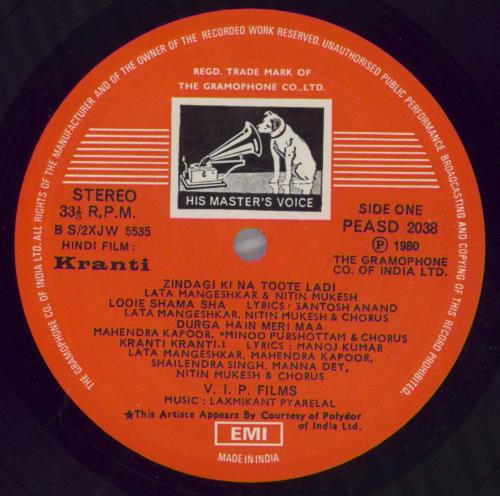 THE GRAMOPHONE CO. OF INDIA LTD. ALL RIGHTS OF THE MANUFACTURER AND OF THE OWNER OF THE RECORDED WORK RESERVED. UNAUTHORISED PUBLIC PERFORMANCE BROADCASTING AND COPYING OF THIS RECORD PROHIBITED.
REGD. TRADE MARK OF
THE GRAMOPHONE CO., LTD.
HIS MASTER'S VOICE
STEREO
33⅓ R.P.M.
B S/2XJW 5535
HINDI FILM :
Kranti
SIDE ONE
PEASD 2038
Ⓟ 1980
THE GRAMOPHONE
CO. OF INDIA LTD.
ZINDAGI KI NA TOOTE LADI
LATA MANGESHKAR & NITIN MUKESH
LOOIE SHAMA SHA LYRICS : SANTOSH ANAND
LATA MANGESHKAR, NITIN MUKESH & CHORUS
DURGA HAIN MERI MAA
MAHENDRA KAPOOR, *MINOO PURSHOTTAM & CHORUS
KRANTI KRANTI-1 LYRICS : MANOJ KUMAR
LATA MANGESHKAR, MAHENDRA KAPOOR,
SHAILENDRA SINGH, MANNA DEY,
NITIN MUKESH & CHORUS
V. I. P. FILMS
MUSIC : LAXMIKANT PYARELAL
★This Artiste Appears By Courtesy of Polydor
of India Ltd.
EMI
MADE IN INDIA